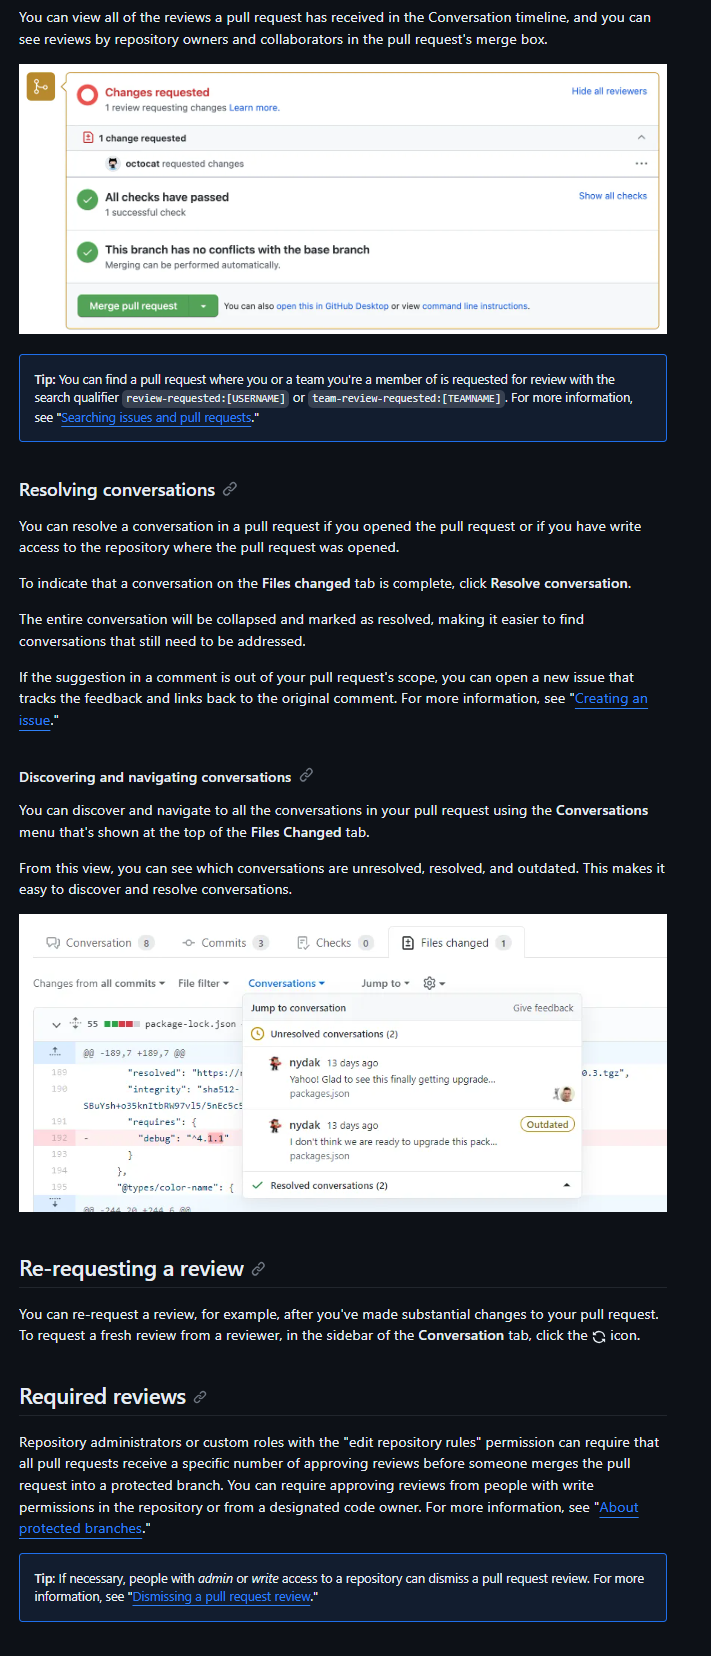 You can view all of the reviews a pull request has received in the Conversation timeline, and you can
see reviews by repository owners and collaborators in the pull request's merge box.
Changes requested
Hide all reviewers
1 review requesting changes Learn more.
1 change requested
octocat requested changes
All checks have passed
Show all checks
1 successful check
This branch has no conflicts with the base branch
Merging can be performed automatically.
Merge pull request
You can also open this in GitHub Desktop or view command line instructions.
Tip: You can find a pull request where you or a team you're a member of is requested for review with the
search qualifier review-requested:[USERNAME] or team-review-requested:[TEAMNAME]. For more information,
see "Searching issues and pull requests."
Resolving conversations
You can resolve a conversation in a pull request if you opened the pull request or if you have write
access to the repository where the pull request was opened.
To indicate that a conversation on the Files changed tab is complete, click Resolve conversation.
The entire conversation will be collapsed and marked as resolved, making it easier to find
conversations that still need to be addressed.
If the suggestion in a comment is out of your pull request's scope, you can open a new issue that
tracks the feedback and links back to the original comment. For more information, see "Creating an
issue."
Discovering and navigating conversations
You can discover and navigate to all the conversations in your pull request using the Conversations
menu that's shown at the top of the Files Changed tab.
From this view, you can see which conversations are unresolved, resolved, and outdated. This makes it
easy to discover and resolve conversations.
Conversation 8 Commits 3 Checks 0 Files changed 1
Changes from all commits File filter Conversations Jump to
Jump to conversation Give feedback
55 package-lock.json
Unresolved conversations (2)
@@ -189,7 +189,7 @@
nydak 13 days ago
189 "resolved": "https://r 0.3.tgz",
Yahoo! Glad to see this finally getting upgrade...
190 "integrity": "sha512-
packages.json
SBuYsh+o35knItbRW97vl5/5nEc5c5
191 "requires": {
nydak 13 days ago Outdated
192 - "debug": "^4.1.1"
I don't think we are ready to upgrade this pack...
193 }
packages.json
194 },
195 "@types/color-name": {
Resolved conversations (2)
@@ -244,20 +244,6 @@
Re-requesting a review
You can re-request a review, for example, after you've made substantial changes to your pull request.
To request a fresh review from a reviewer, in the sidebar of the Conversation tab, click the icon.
Required reviews
Repository administrators or custom roles with the "edit repository rules" permission can require that
all pull requests receive a specific number of approving reviews before someone merges the pull
request into a protected branch. You can require approving reviews from people with write
permissions in the repository or from a designated code owner. For more information, see "About
protected branches."
Tip: If necessary, people with admin or write access to a repository can dismiss a pull request review. For more
information, see "Dismissing a pull request review."